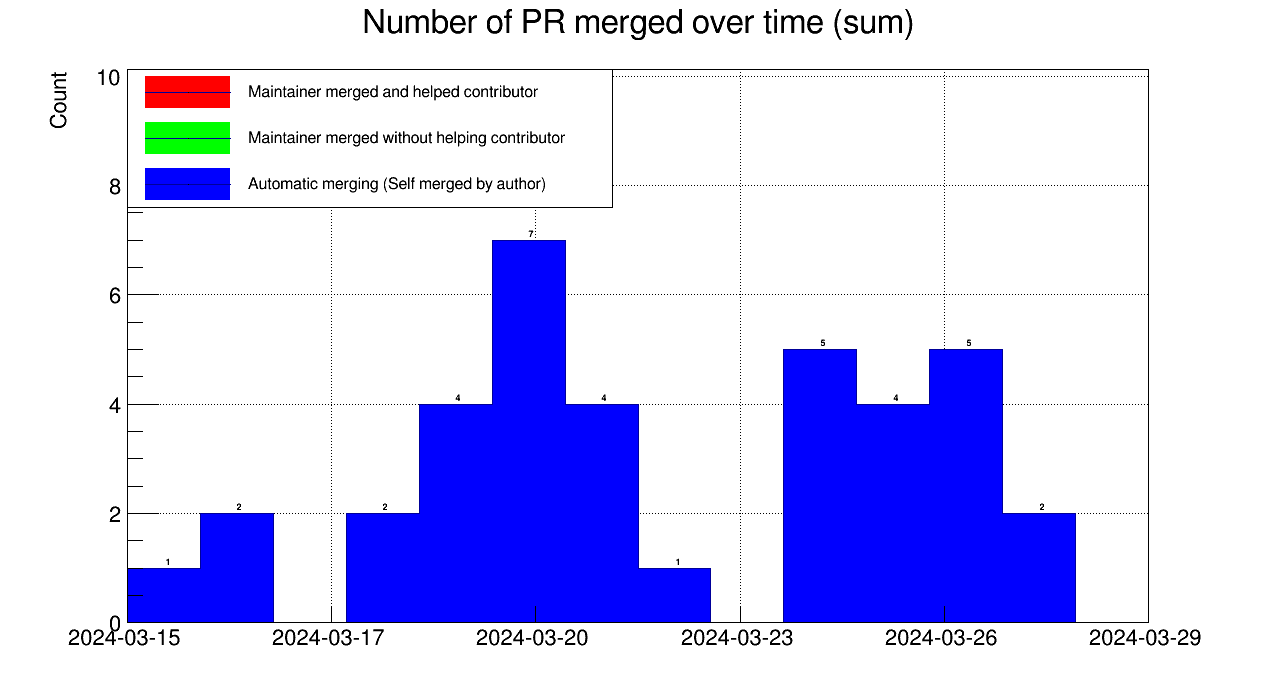 Number of PR merged over time (sum)
Count
10
8
6
4
2
0
Maintainer merged and helped contributor
Maintainer merged without helping contributor
Automatic merging (Self merged by author)
1
2
2
4
7
4
1
5
4
5
2
2024-03-15 2024-03-17 2024-03-20 2024-03-23 2024-03-26 2024-03-29